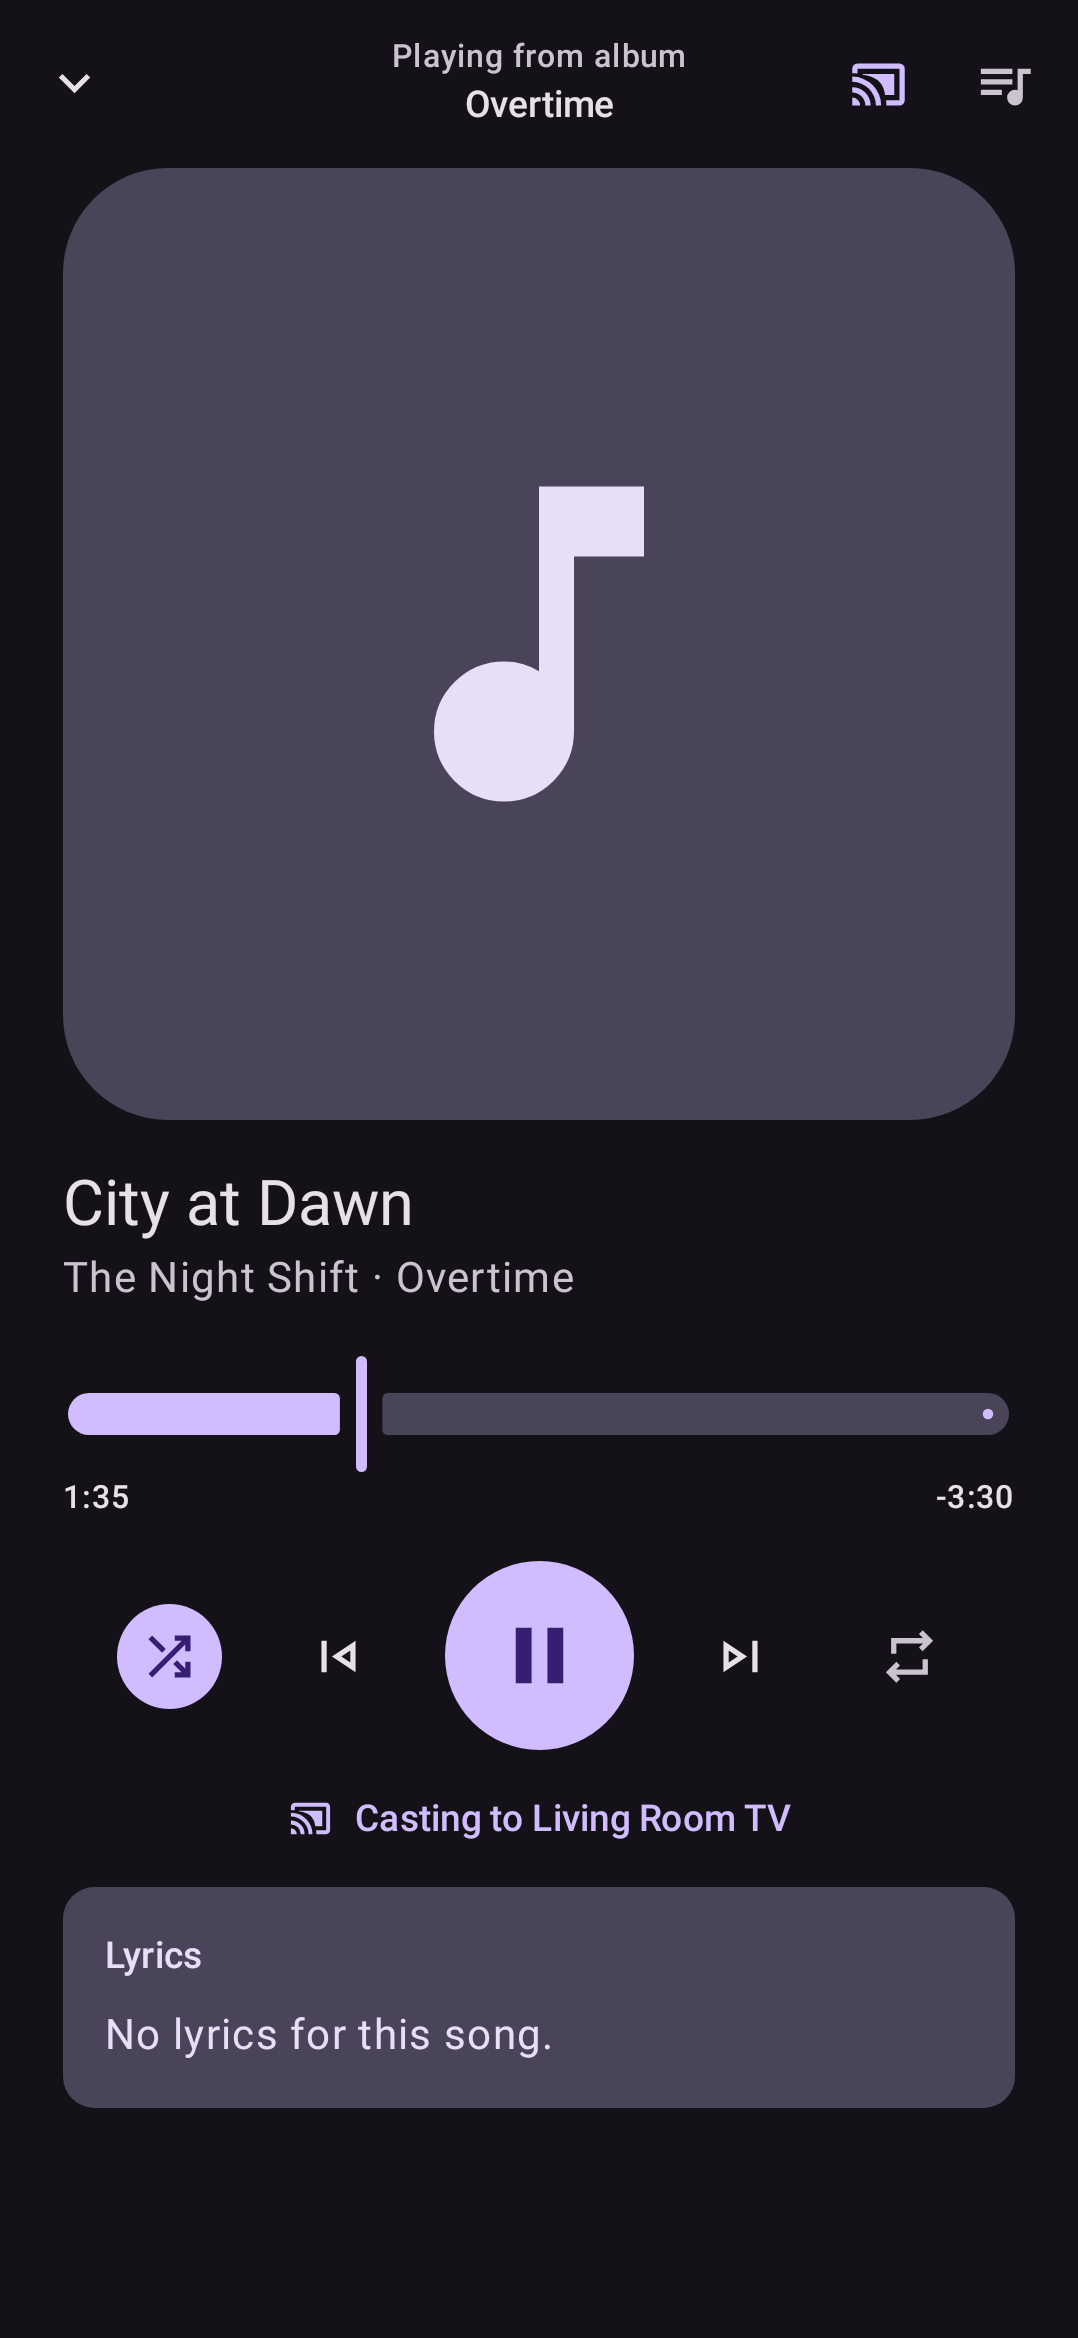 Playing from album
Overtime
City at Dawn
The Night Shift · Overtime
1:35
-3:30
Casting to Living Room TV
Lyrics
No lyrics for this song.